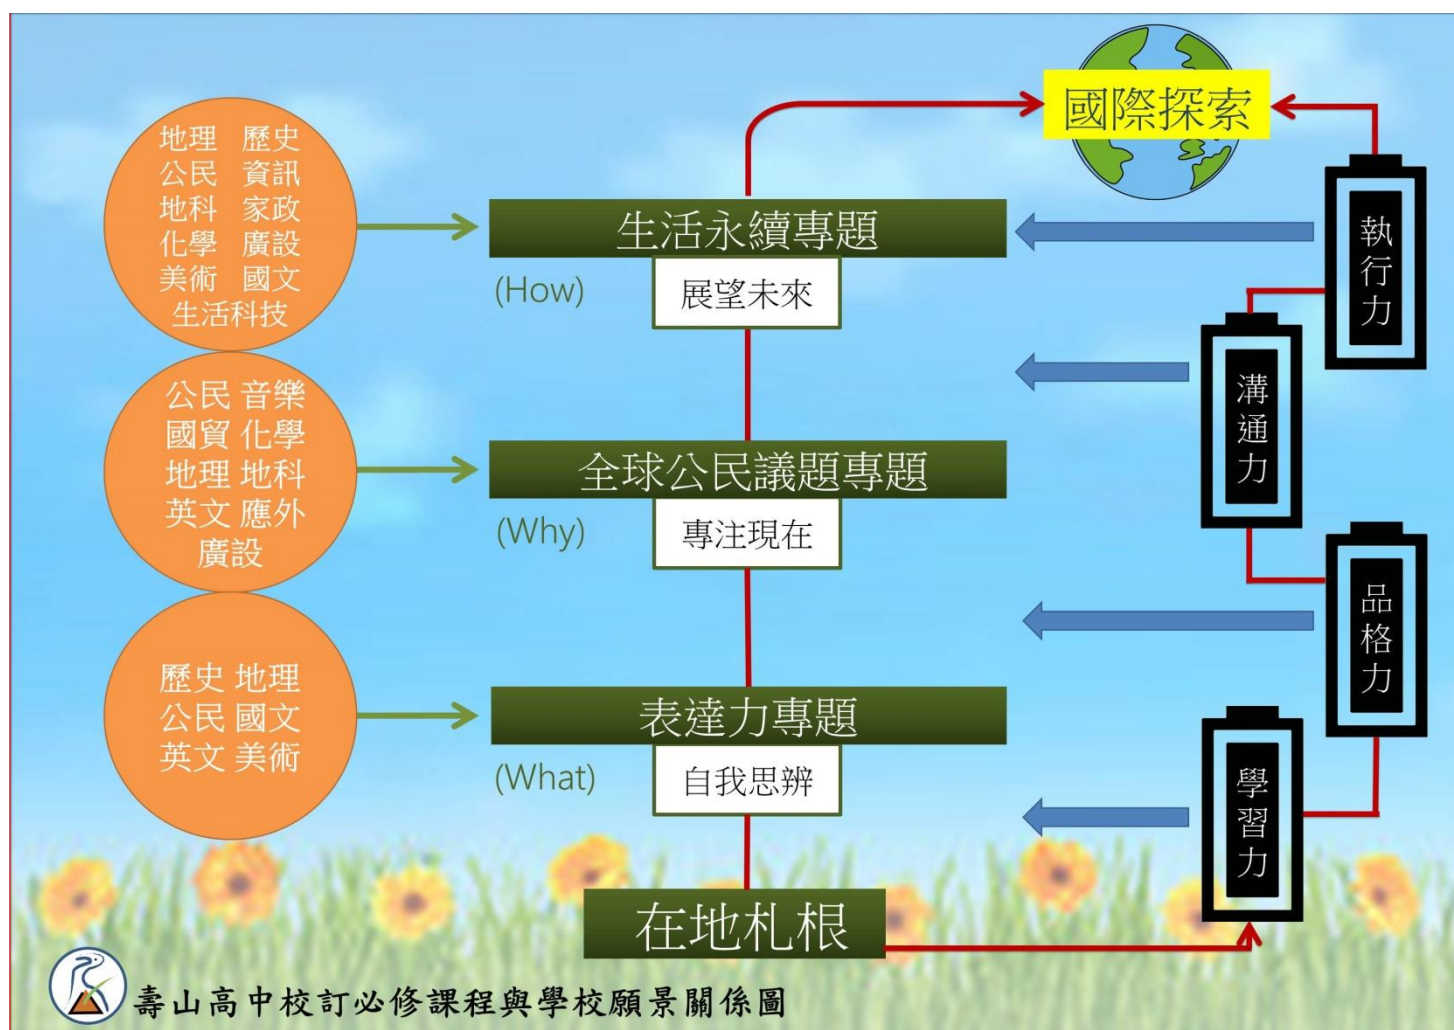 國際探索
地理 歷史
公民 資訊
地科 家政
化學 廣設
美術 國文
生活科技
生活永續專題
(How)
展望未來
執行力
溝通力
公民 音樂
國貿 化學
地理 地科
英文 應外
廣設
全球公民議題專題
(Why)
專注現在
品格力
歷史 地理
公民 國文
英文 美術
表達力專題
(What)
自我思辨
學習力
在地札根
壽山高中校訂必修課程與學校願景關係圖